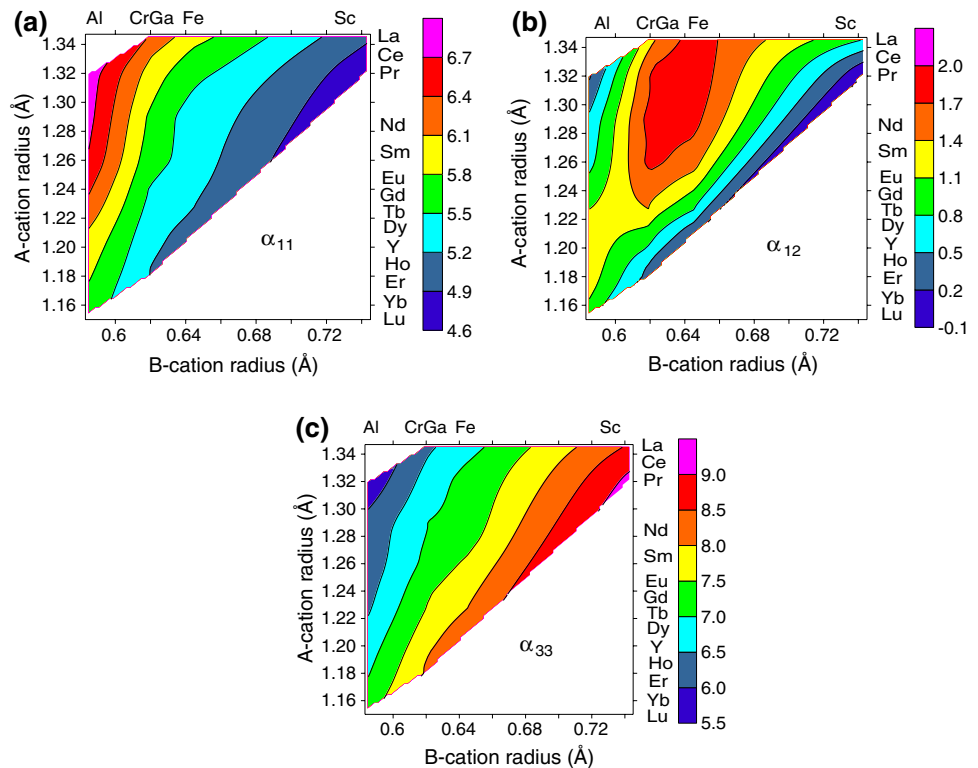 (a)
Al CrGa Fe Sc
1.34
1.32
1.30
1.28
1.26
1.24
1.22
1.20
1.18
1.16
A-cation radius (Å)
0.6 0.64 0.68 0.72
B-cation radius (Å)
α11
La
Ce
Pr
Nd
Sm
Eu
Gd
Tb
Dy
Y
Ho
Er
Yb
Lu
6.7
6.4
6.1
5.8
5.5
5.2
4.9
4.6
(b)
Al CrGa Fe Sc
1.34
1.32
1.30
1.28
1.26
1.24
1.22
1.20
1.18
1.16
A-cation radius (Å)
0.6 0.64 0.68 0.72
B-cation radius (Å)
α12
La
Ce
Pr
Nd
Sm
Eu
Gd
Tb
Dy
Y
Ho
Er
Yb
Lu
2.0
1.7
1.4
1.1
0.8
0.5
0.2
-0.1
(c)
Al CrGa Fe Sc
1.34
1.32
1.30
1.28
1.26
1.24
1.22
1.20
1.18
1.16
A-cation radius (Å)
0.6 0.64 0.68 0.72
B-cation radius (Å)
α33
La
Ce
Pr
Nd
Sm
Eu
Gd
Tb
Dy
Y
Ho
Er
Yb
Lu
9.0
8.5
8.0
7.5
7.0
6.5
6.0
5.5